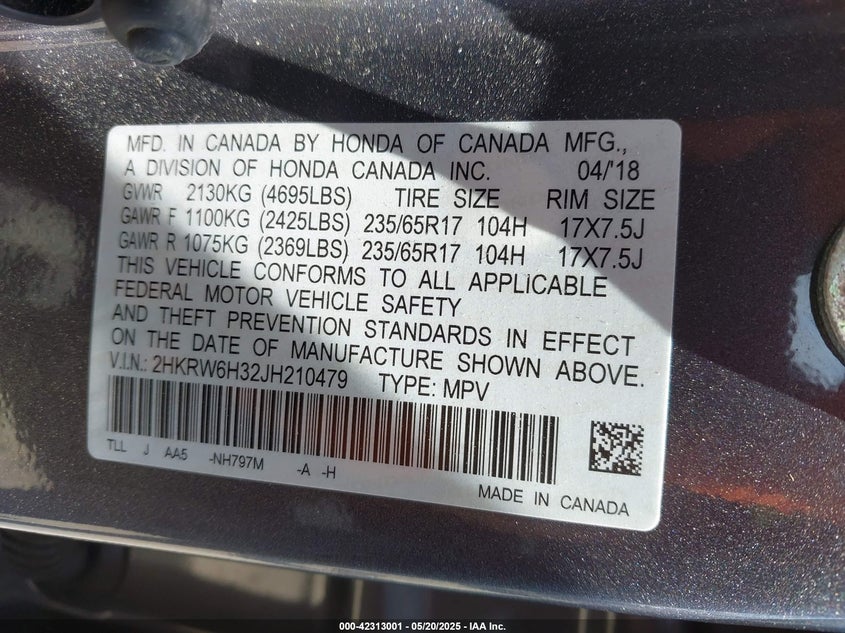 MFD. IN CANADA BY HONDA OF CANADA MFG.,
A DIVISION OF HONDA CANADA INC. 04/'18
GVWR 2130KG (4695LBS) TIRE SIZE RIM SIZE
GAWR F 1100KG (2425LBS) 235/65R17 104H 17X7.5J
GAWR R 1075KG (2369LBS) 235/65R17 104H 17X7.5J
THIS VEHICLE CONFORMS TO ALL APPLICABLE
FEDERAL MOTOR VEHICLE SAFETY
AND THEFT PREVENTION STANDARDS IN EFFECT
ON THE DATE OF MANUFACTURE SHOWN ABOVE.
V.I.N.: 2HKRW6H32JH210479 TYPE: MPV
TLL J AA5 -NH797M -A -H
MADE IN CANADA
000-42313001 - 05/20/2025 - IAA Inc.